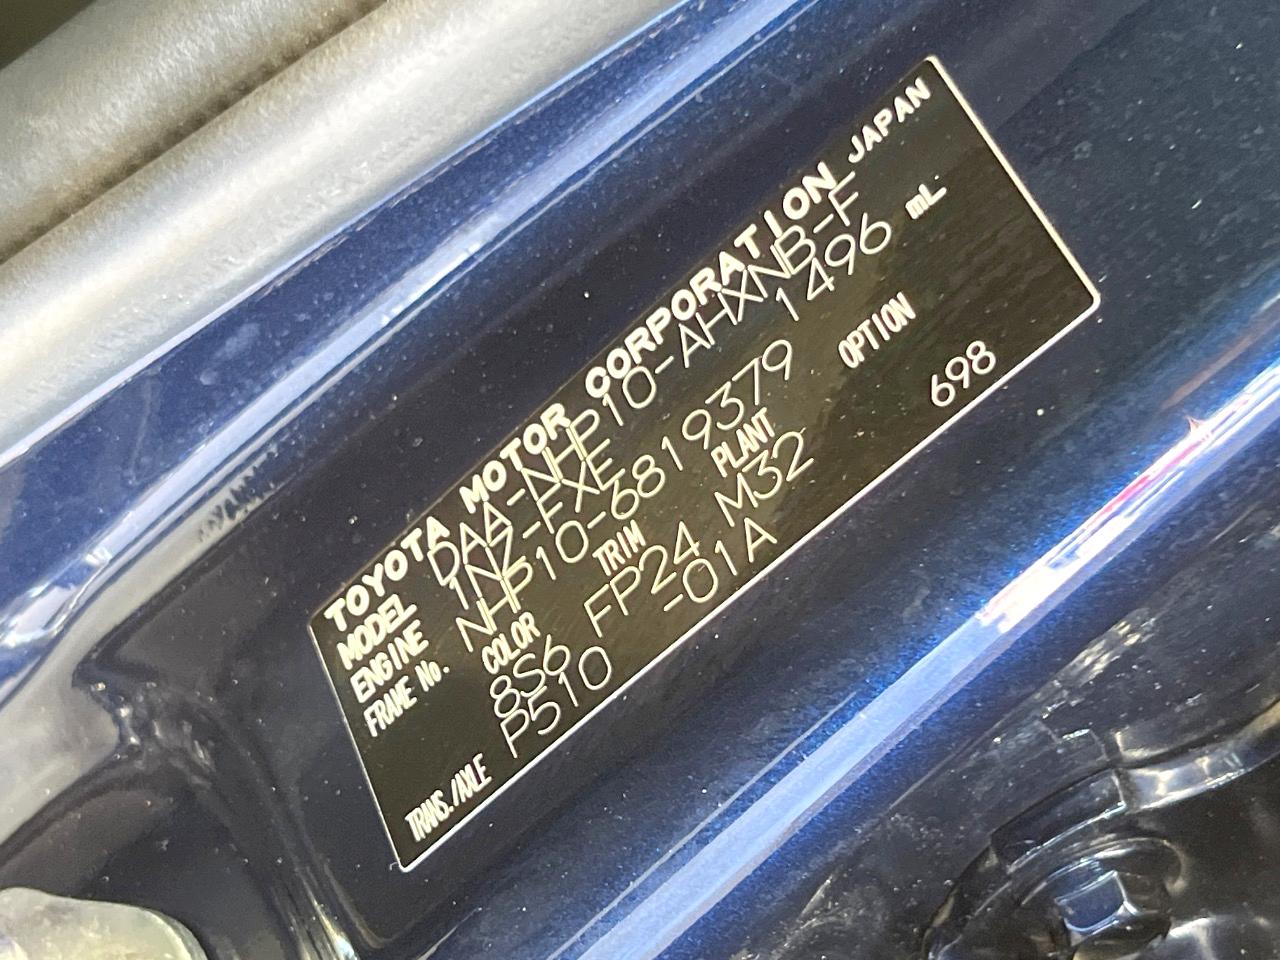 TOYOTA MOTOR CORPORATION JAPAN
MODEL DAA-NHP10-AHXNB-F
ENGINE 1NZ-FXE 1496 mL
FRAME No. NHP10-6819379
COLOR TRIM PLANT OPTION
8S6 FP24 M32 698
TRANS./AXLE P510 -01A